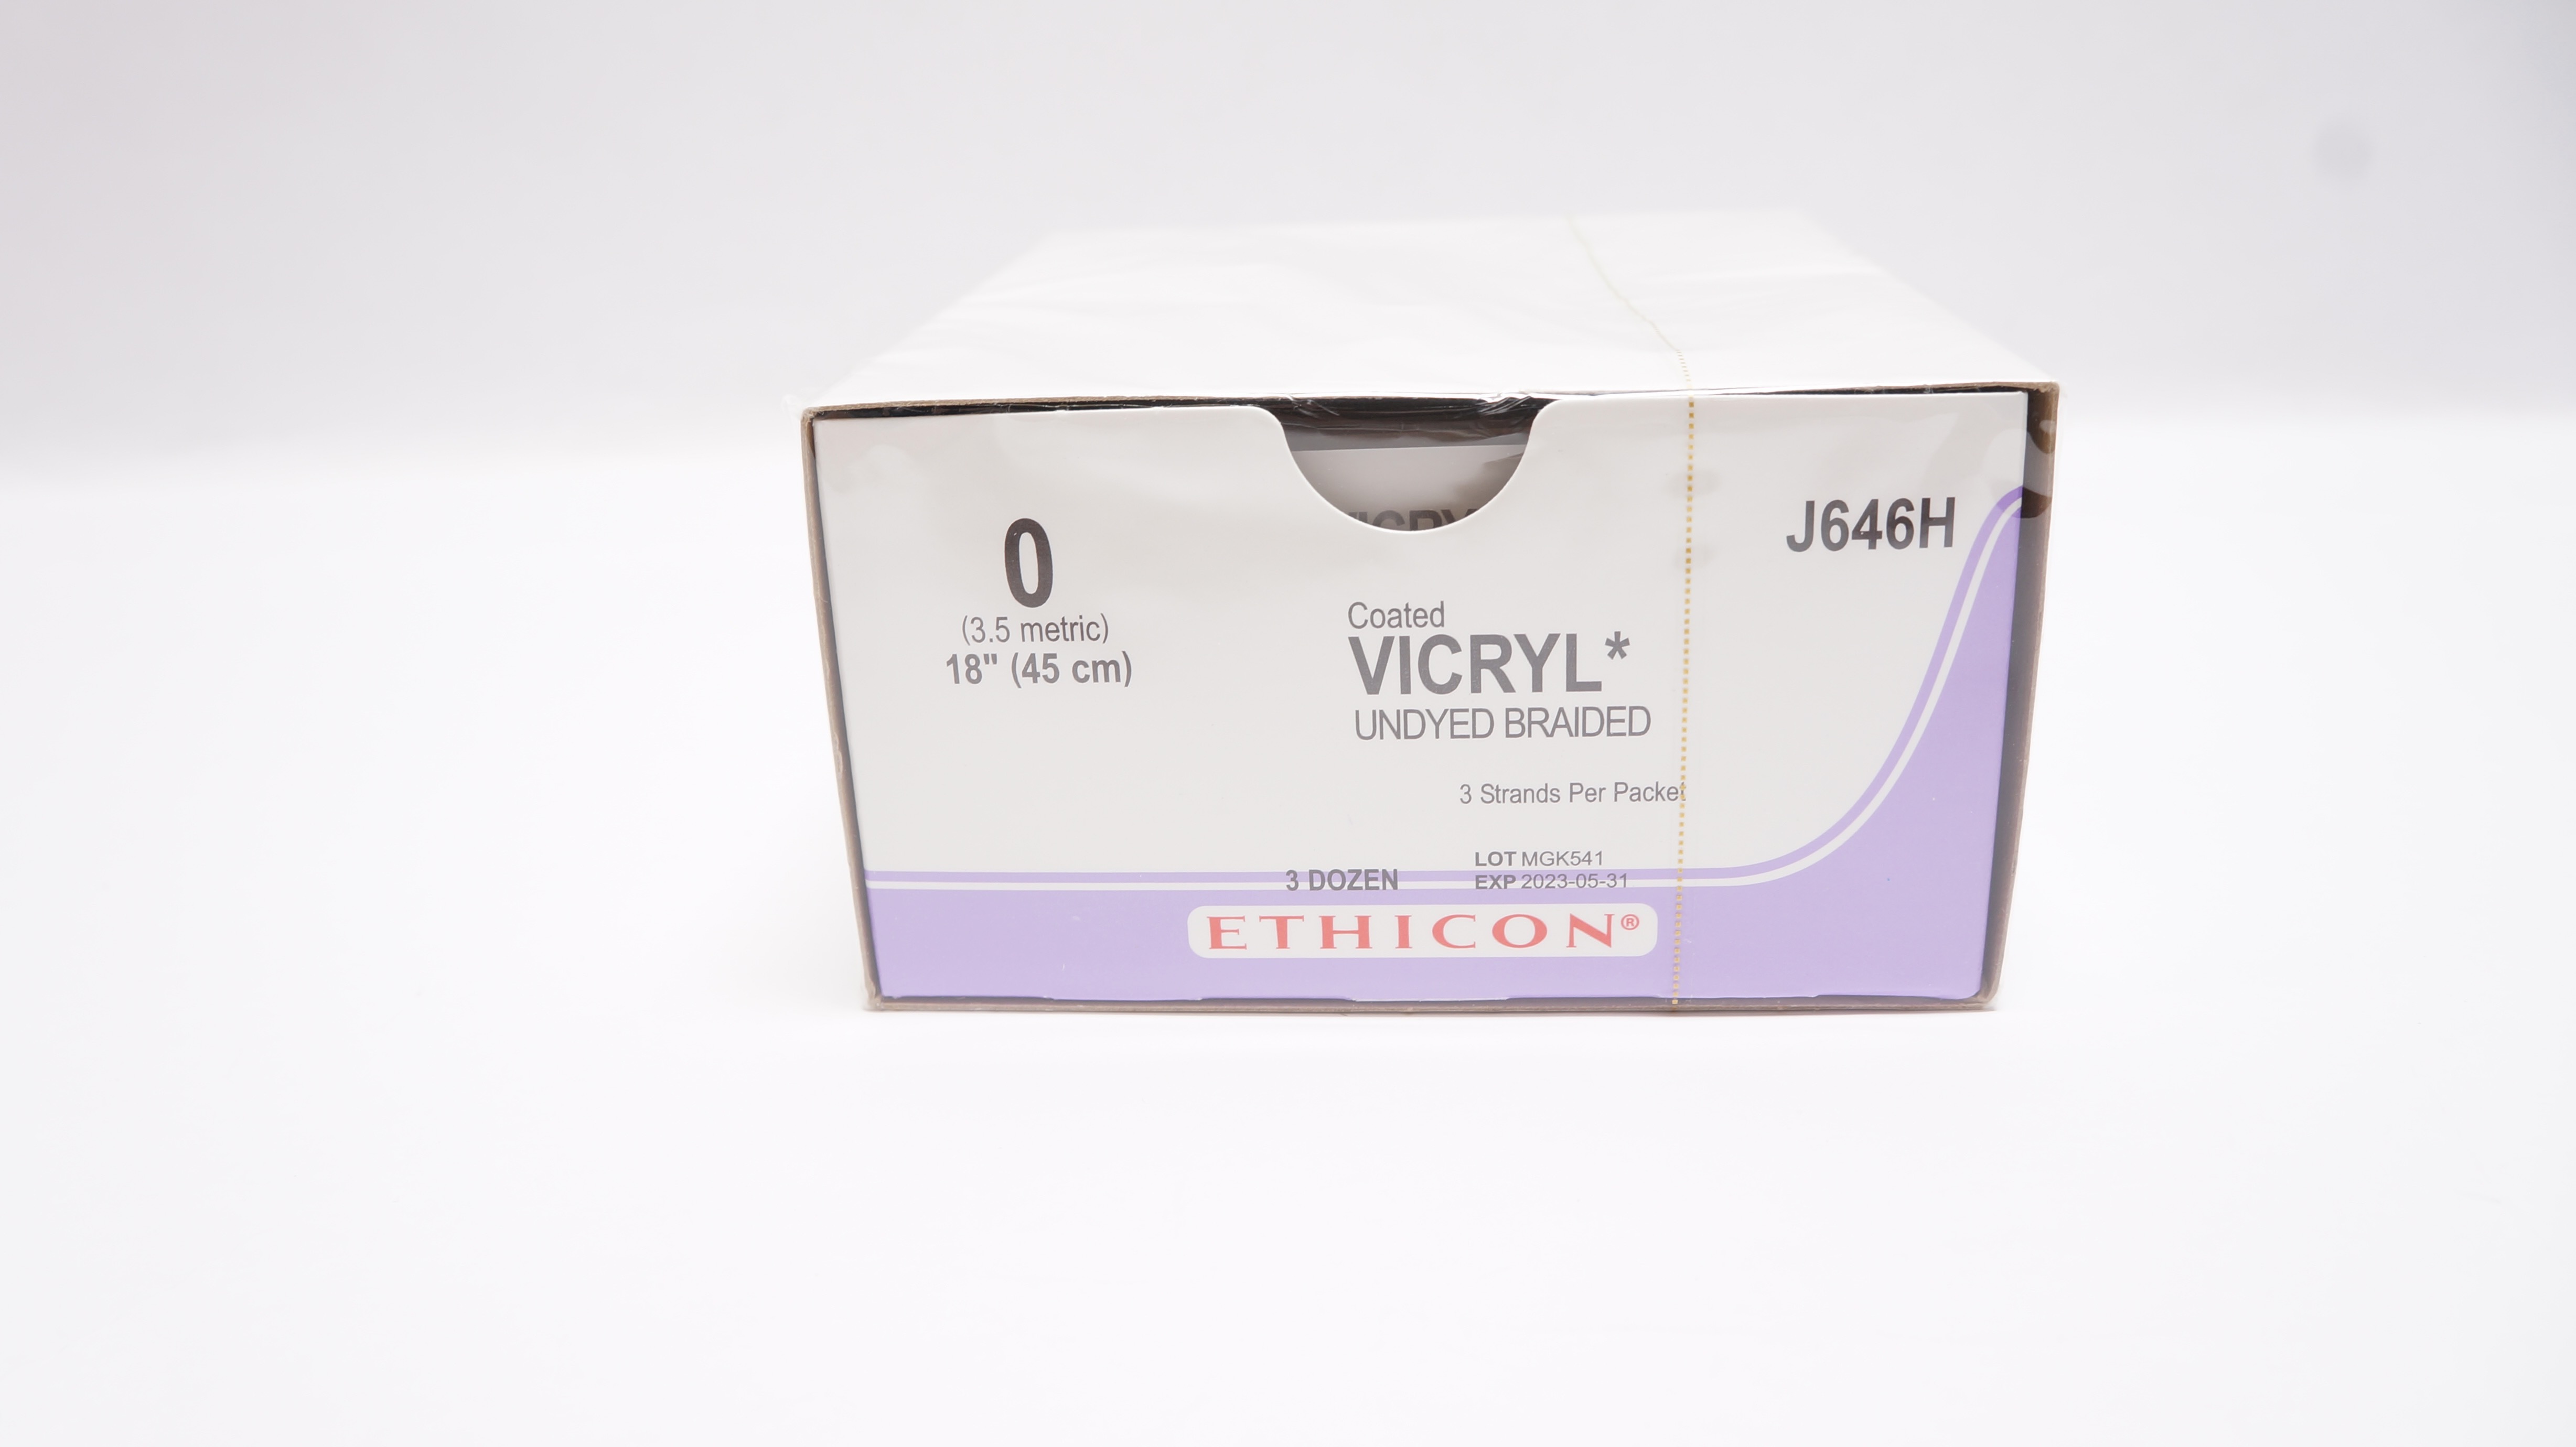 J646H
0
(3.5 metric)
18" (45 cm)
Coated
VICRYL*
UNDYED BRAIDED
3 Strands Per Packet
3 DOZEN
LOT MGK541
EXP 2023-05-31
ETHICON®